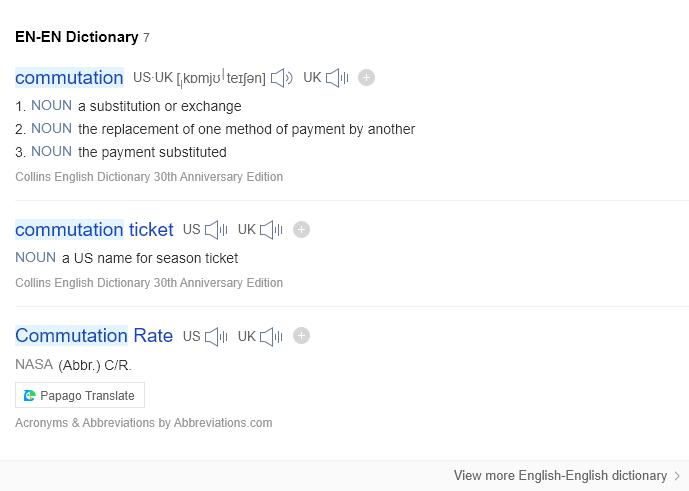 EN-EN Dictionary 7
commutation US·UK [ˌkɒmjʊˈteɪʃən] UK
1. NOUN a substitution or exchange
2. NOUN the replacement of one method of payment by another
3. NOUN the payment substituted
Collins English Dictionary 30th Anniversary Edition
commutation ticket US UK
NOUN a US name for season ticket
Collins English Dictionary 30th Anniversary Edition
Commutation Rate US UK
NASA (Abbr.) C/R.
Papago Translate
Acronyms & Abbreviations by Abbreviations.com
View more English-English dictionary